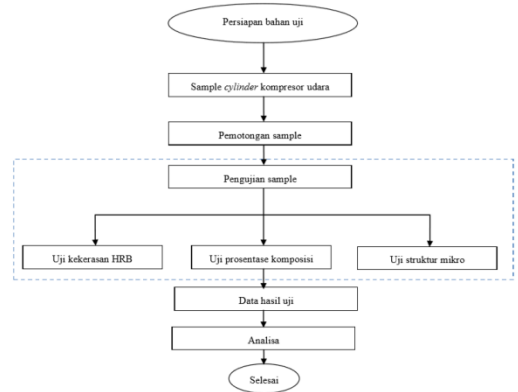 Persiapan bahan uji
Sample cylinder kompresor udara
Pemotongan sample
Pengujian sample
Uji kekerasan HRB
Uji prosentase komposisi
Uji struktur mikro
Data hasil uji
Analisa
Selesai